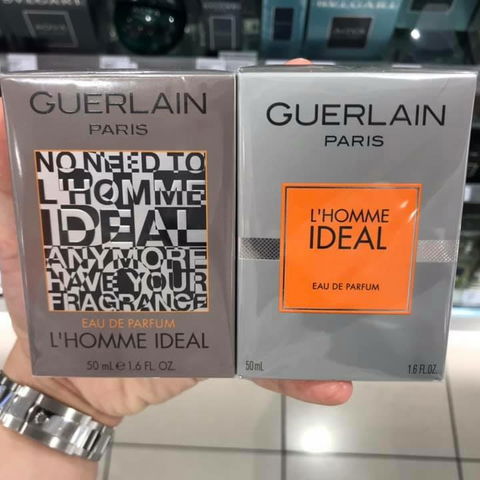 BVLGARI
GUERLAIN
PARIS
NO NEED TO
L'HOMME
IDEAL
ANYMORE
HAVE YOUR
FRAGRANCE
EAU DE PARFUM
L'HOMME IDEAL
50 mL e 1.6 FL. OZ.
GUERLAIN
PARIS
L'HOMME
IDEAL
EAU DE PARFUM
50 mL 1.6 FL. OZ.